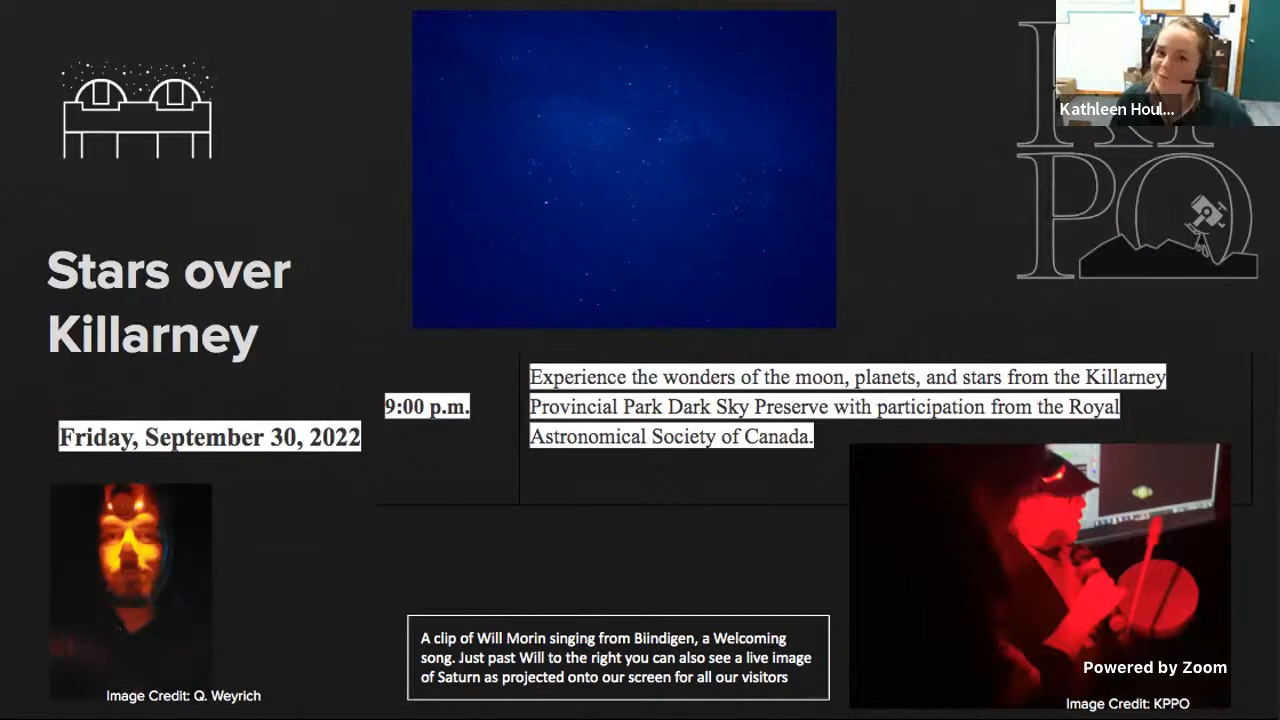 Kathleen Houl...
PO
Stars over
Killarney
Friday, September 30, 2022
9:00 p.m.
Experience the wonders of the moon, planets, and stars from the Killarney
Provincial Park Dark Sky Preserve with participation from the Royal
Astronomical Society of Canada.
A clip of Will Morin singing from Biindigen, a Welcoming
song. Just past Will to the right you can also see a live image
of Saturn as projected onto our screen for all our visitors
Powered by Zoom
Image Credit: Q. Weyrich
Image Credit: KPPO